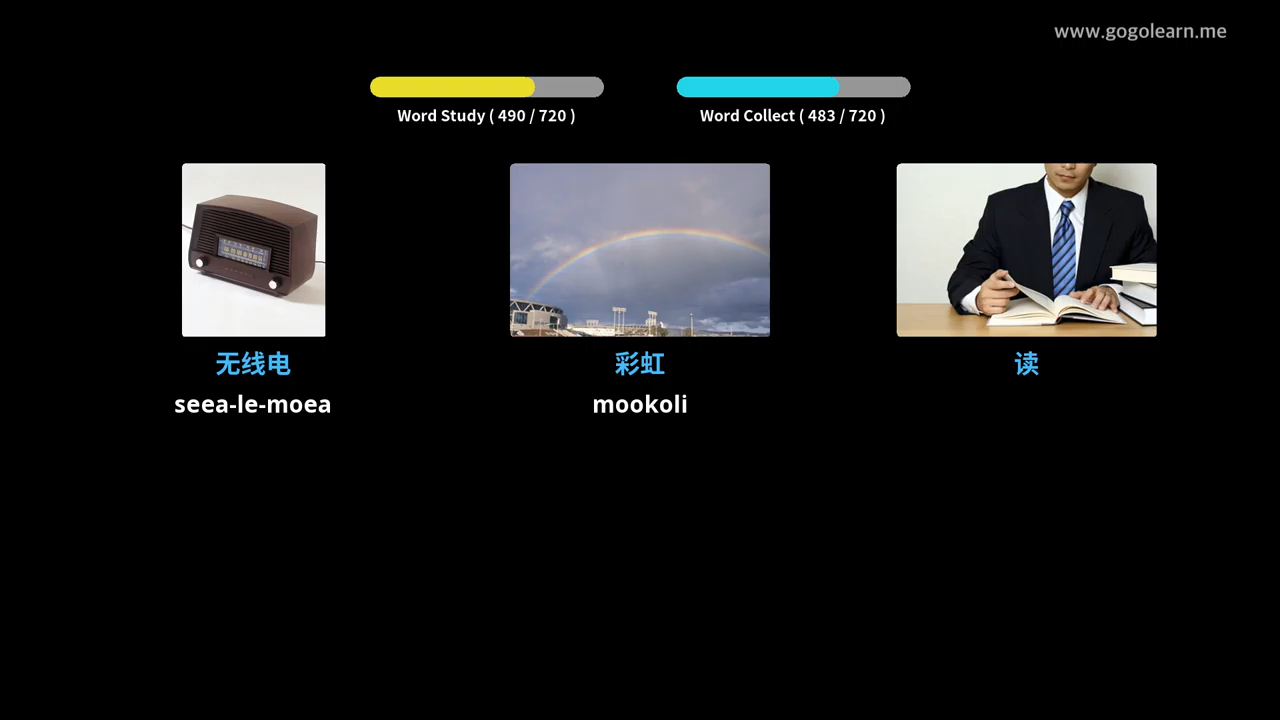 www.gogolearn.me
Word Study ( 490 / 720 )
Word Collect ( 483 / 720 )
无线电
彩虹
读
seea-le-moea
mookoli